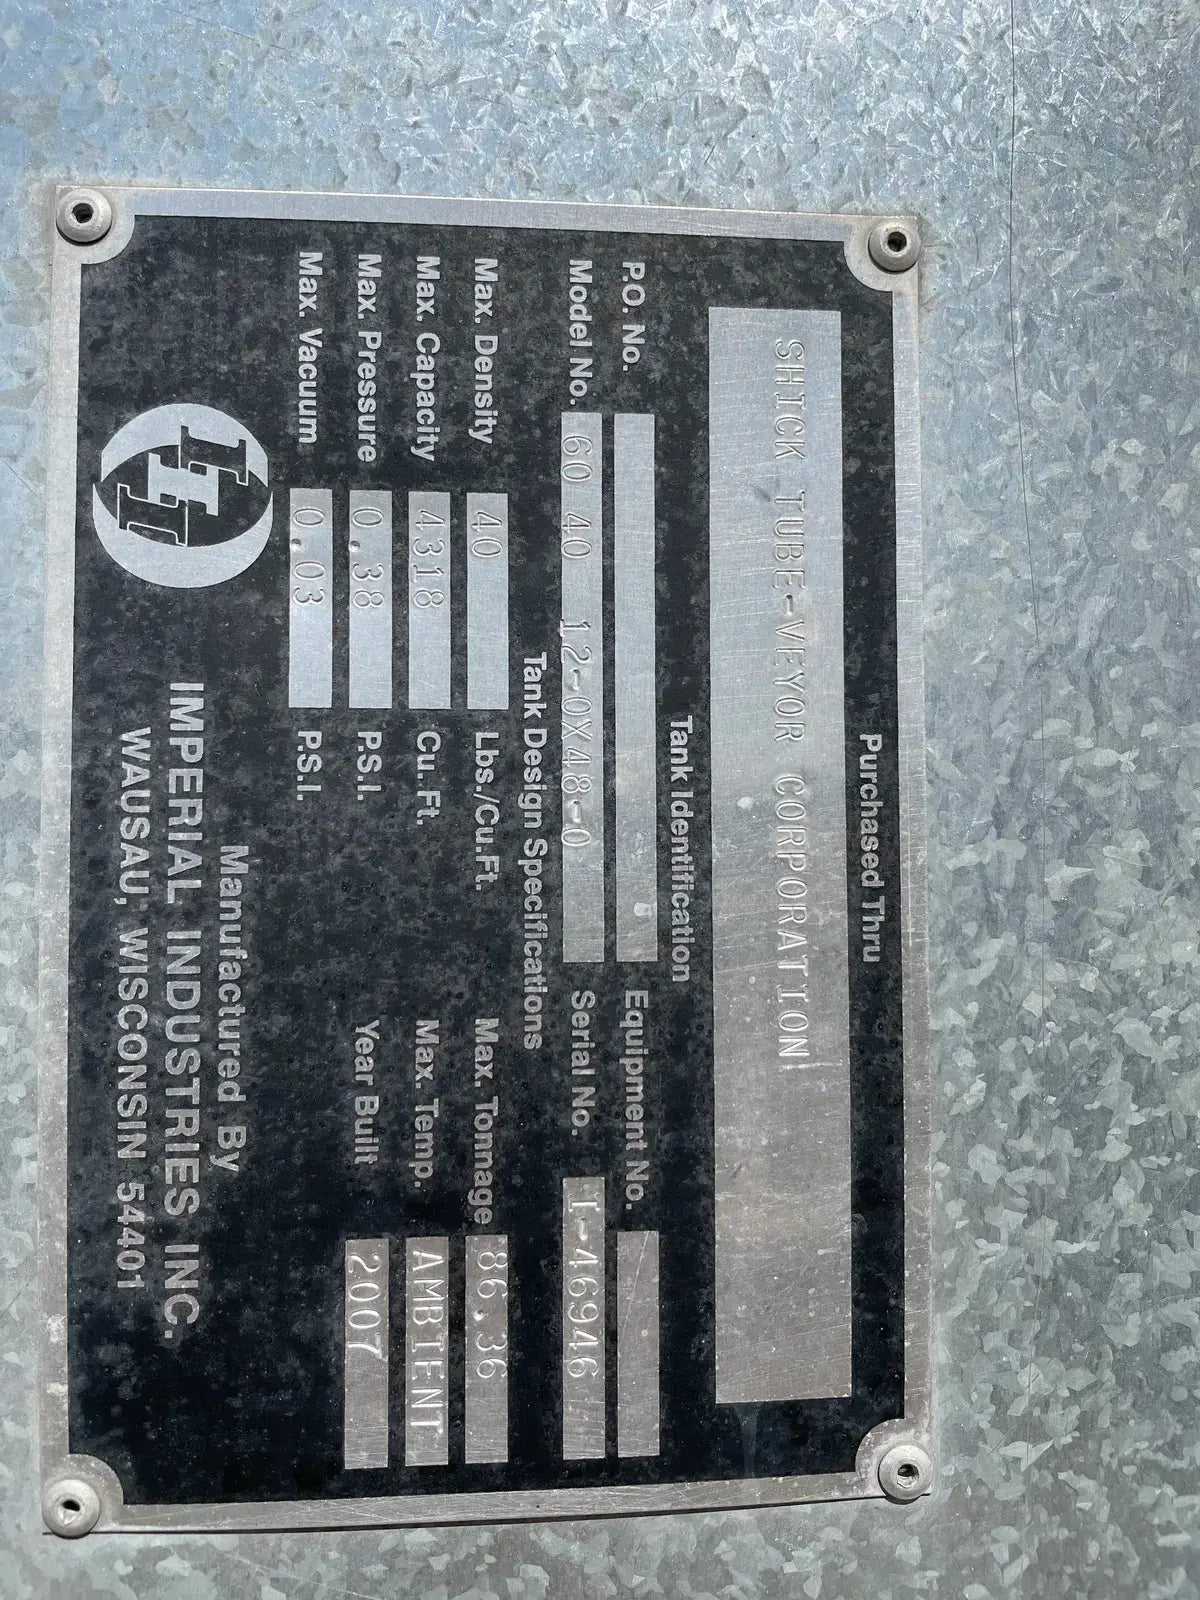 Purchased Thru
SHICK TUBE-VEYOR CORPORATION
Tank Identification
P.O. No. Equipment No.
Model No. 60 40 12-0X48-0 Serial No. I-46946
Tank Design Specifications
Max. Density 40 Lbs./Cu.Ft. Max. Tonnage 86.36
Max. Capacity 4318 Cu. Ft. Max. Temp. AMBIENT
Max. Pressure 0.38 P.S.I. Year Built 2007
Max. Vacuum 0.03 P.S.I.
Manufactured By
IMPERIAL INDUSTRIES INC.
WAUSAU, WISCONSIN 54401